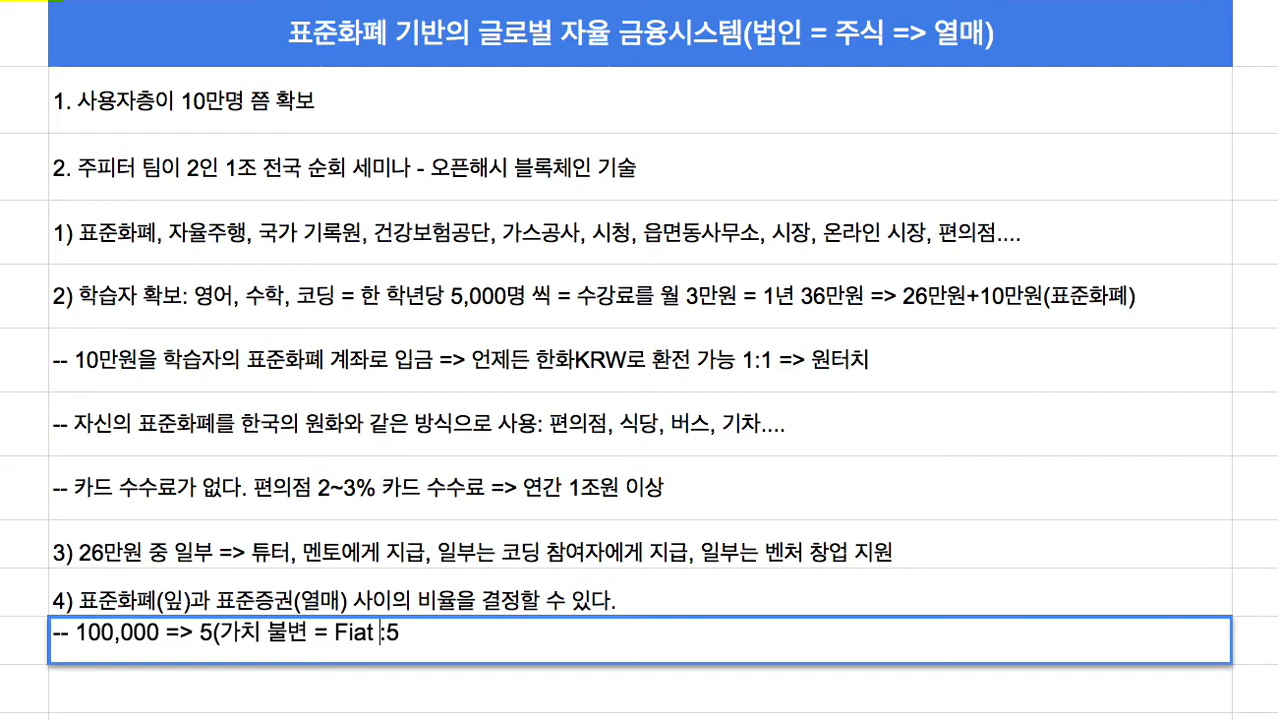 표준화폐 기반의 글로벌 자율 금융시스템(법인 = 주식 => 열매)
1. 사용자층이 10만명 쯤 확보
2. 주피터 팀이 2인 1조 전국 순회 세미나 - 오픈해시 블록체인 기술
1) 표준화폐, 자율주행, 국가 기록원, 건강보험공단, 가스공사, 시청, 읍면동사무소, 시장, 온라인 시장, 편의점....
2) 학습자 확보: 영어, 수학, 코딩 = 한 학년당 5,000명 씩 = 수강료를 월 3만원 = 1년 36만원 => 26만원+10만원(표준화폐)
-- 10만원을 학습자의 표준화폐 계좌로 입금 => 언제든 한화KRW로 환전 가능 1:1 => 원터치
-- 자신의 표준화폐를 한국의 원화와 같은 방식으로 사용: 편의점, 식당, 버스, 기차....
-- 카드 수수료가 없다. 편의점 2~3% 카드 수수료 => 연간 1조원 이상
3) 26만원 중 일부 => 튜터, 멘토에게 지급, 일부는 코딩 참여자에게 지급, 일부는 벤처 창업 지원
4) 표준화폐(잎)과 표준증권(열매) 사이의 비율을 결정할 수 있다.
-- 100,000 => 5(가치 불변 = Fiat :5